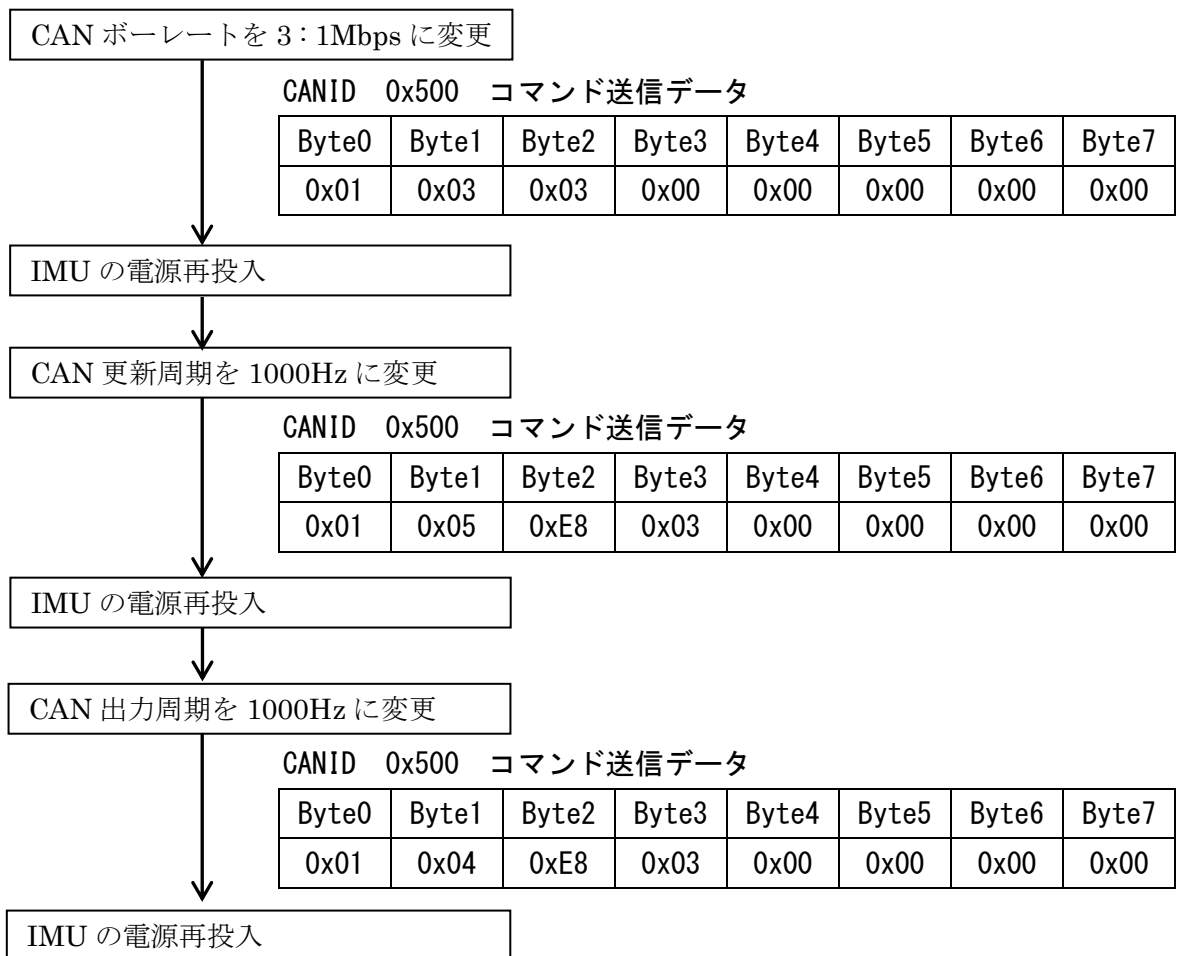 CAN ボーレートを 3：1Mbps に変更
CANID 0x500 コマンド送信データ
Byte0 Byte1 Byte2 Byte3 Byte4 Byte5 Byte6 Byte7
0x01 0x03 0x03 0x00 0x00 0x00 0x00 0x00
IMU の電源再投入
CAN 更新周期を 1000Hz に変更
CANID 0x500 コマンド送信データ
Byte0 Byte1 Byte2 Byte3 Byte4 Byte5 Byte6 Byte7
0x01 0x05 0xE8 0x03 0x00 0x00 0x00 0x00
IMU の電源再投入
CAN 出力周期を 1000Hz に変更
CANID 0x500 コマンド送信データ
Byte0 Byte1 Byte2 Byte3 Byte4 Byte5 Byte6 Byte7
0x01 0x04 0xE8 0x03 0x00 0x00 0x00 0x00
IMU の電源再投入